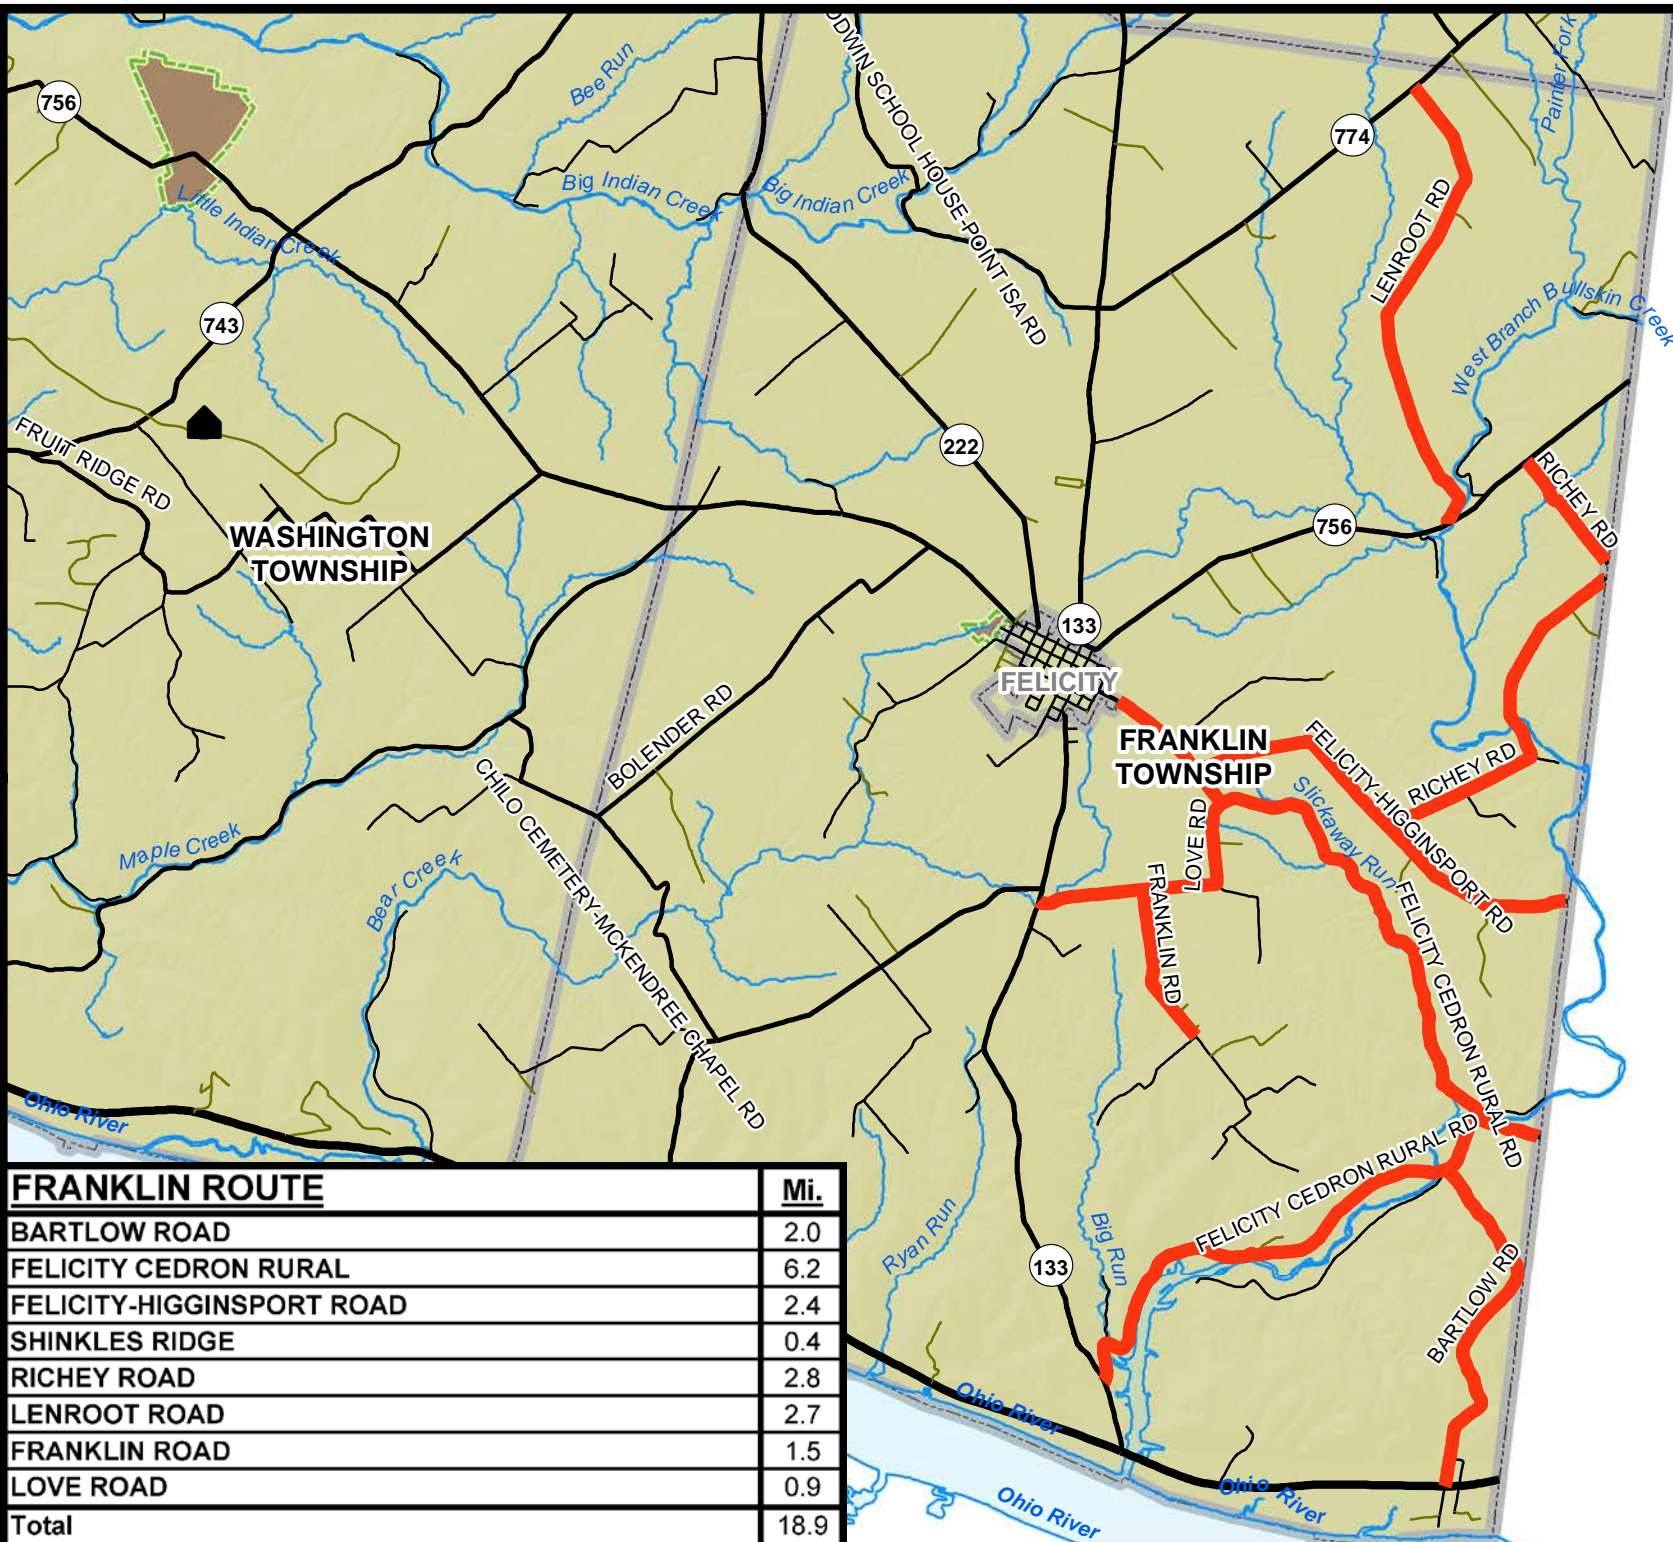 756
Bee Run
ODWIN SCHOOL HOUSE-POINT ISA RD
Painter Fork
774
Big Indian Creek
Big Indian Creek
Little Indian Creek
LENROOT RD
743
West Branch Bullskin Creek
FRUIT RIDGE RD
222
RICHEY RD
WASHINGTON
TOWNSHIP
756
133
FELICITY
BOLENDER RD
FRANKLIN
TOWNSHIP
FELICITY-HIGGINSPORT RD
RICHEY RD
CHILO CEMETERY-MCKENDREE CHAPEL RD
Slickaway Run
LOVE RD
Maple Creek
Bear Creek
FRANKLIN RD
FELICITY CEDRON RURAL RD
Ohio River
FELICITY CEDRON RURAL RD
Ryan Run
Big Run
133
BARTLOW RD
Ohio River
Ohio River
Ohio River
FRANKLIN ROUTE Mi.
BARTLOW ROAD 2.0
FELICITY CEDRON RURAL 6.2
FELICITY-HIGGINSPORT ROAD 2.4
SHINKLES RIDGE 0.4
RICHEY ROAD 2.8
LENROOT ROAD 2.7
FRANKLIN ROAD 1.5
LOVE ROAD 0.9
Total 18.9